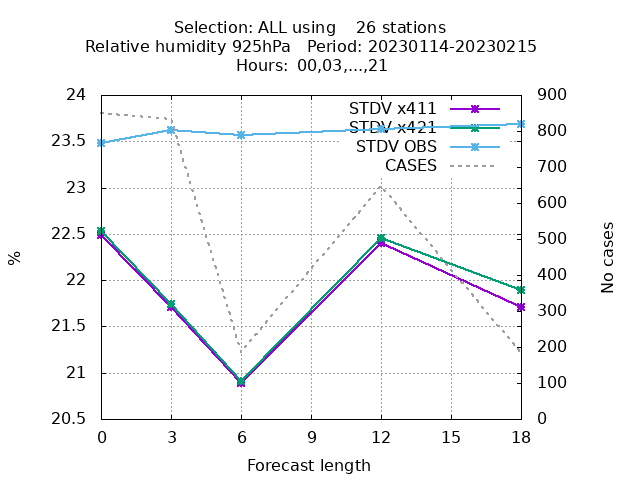 Selection: ALL using    26 stations
Relative humidity 925hPa   Period: 20230114-20230215
Hours:  00,03,...,21
24
23.5
23
22.5
22
21.5
21
20.5
%
900
800
700
600
500
400
300
200
100
0
No cases
STDV x411
STDV x421
STDV OBS
CASES
0 3 6 9 12 15 18
Forecast length